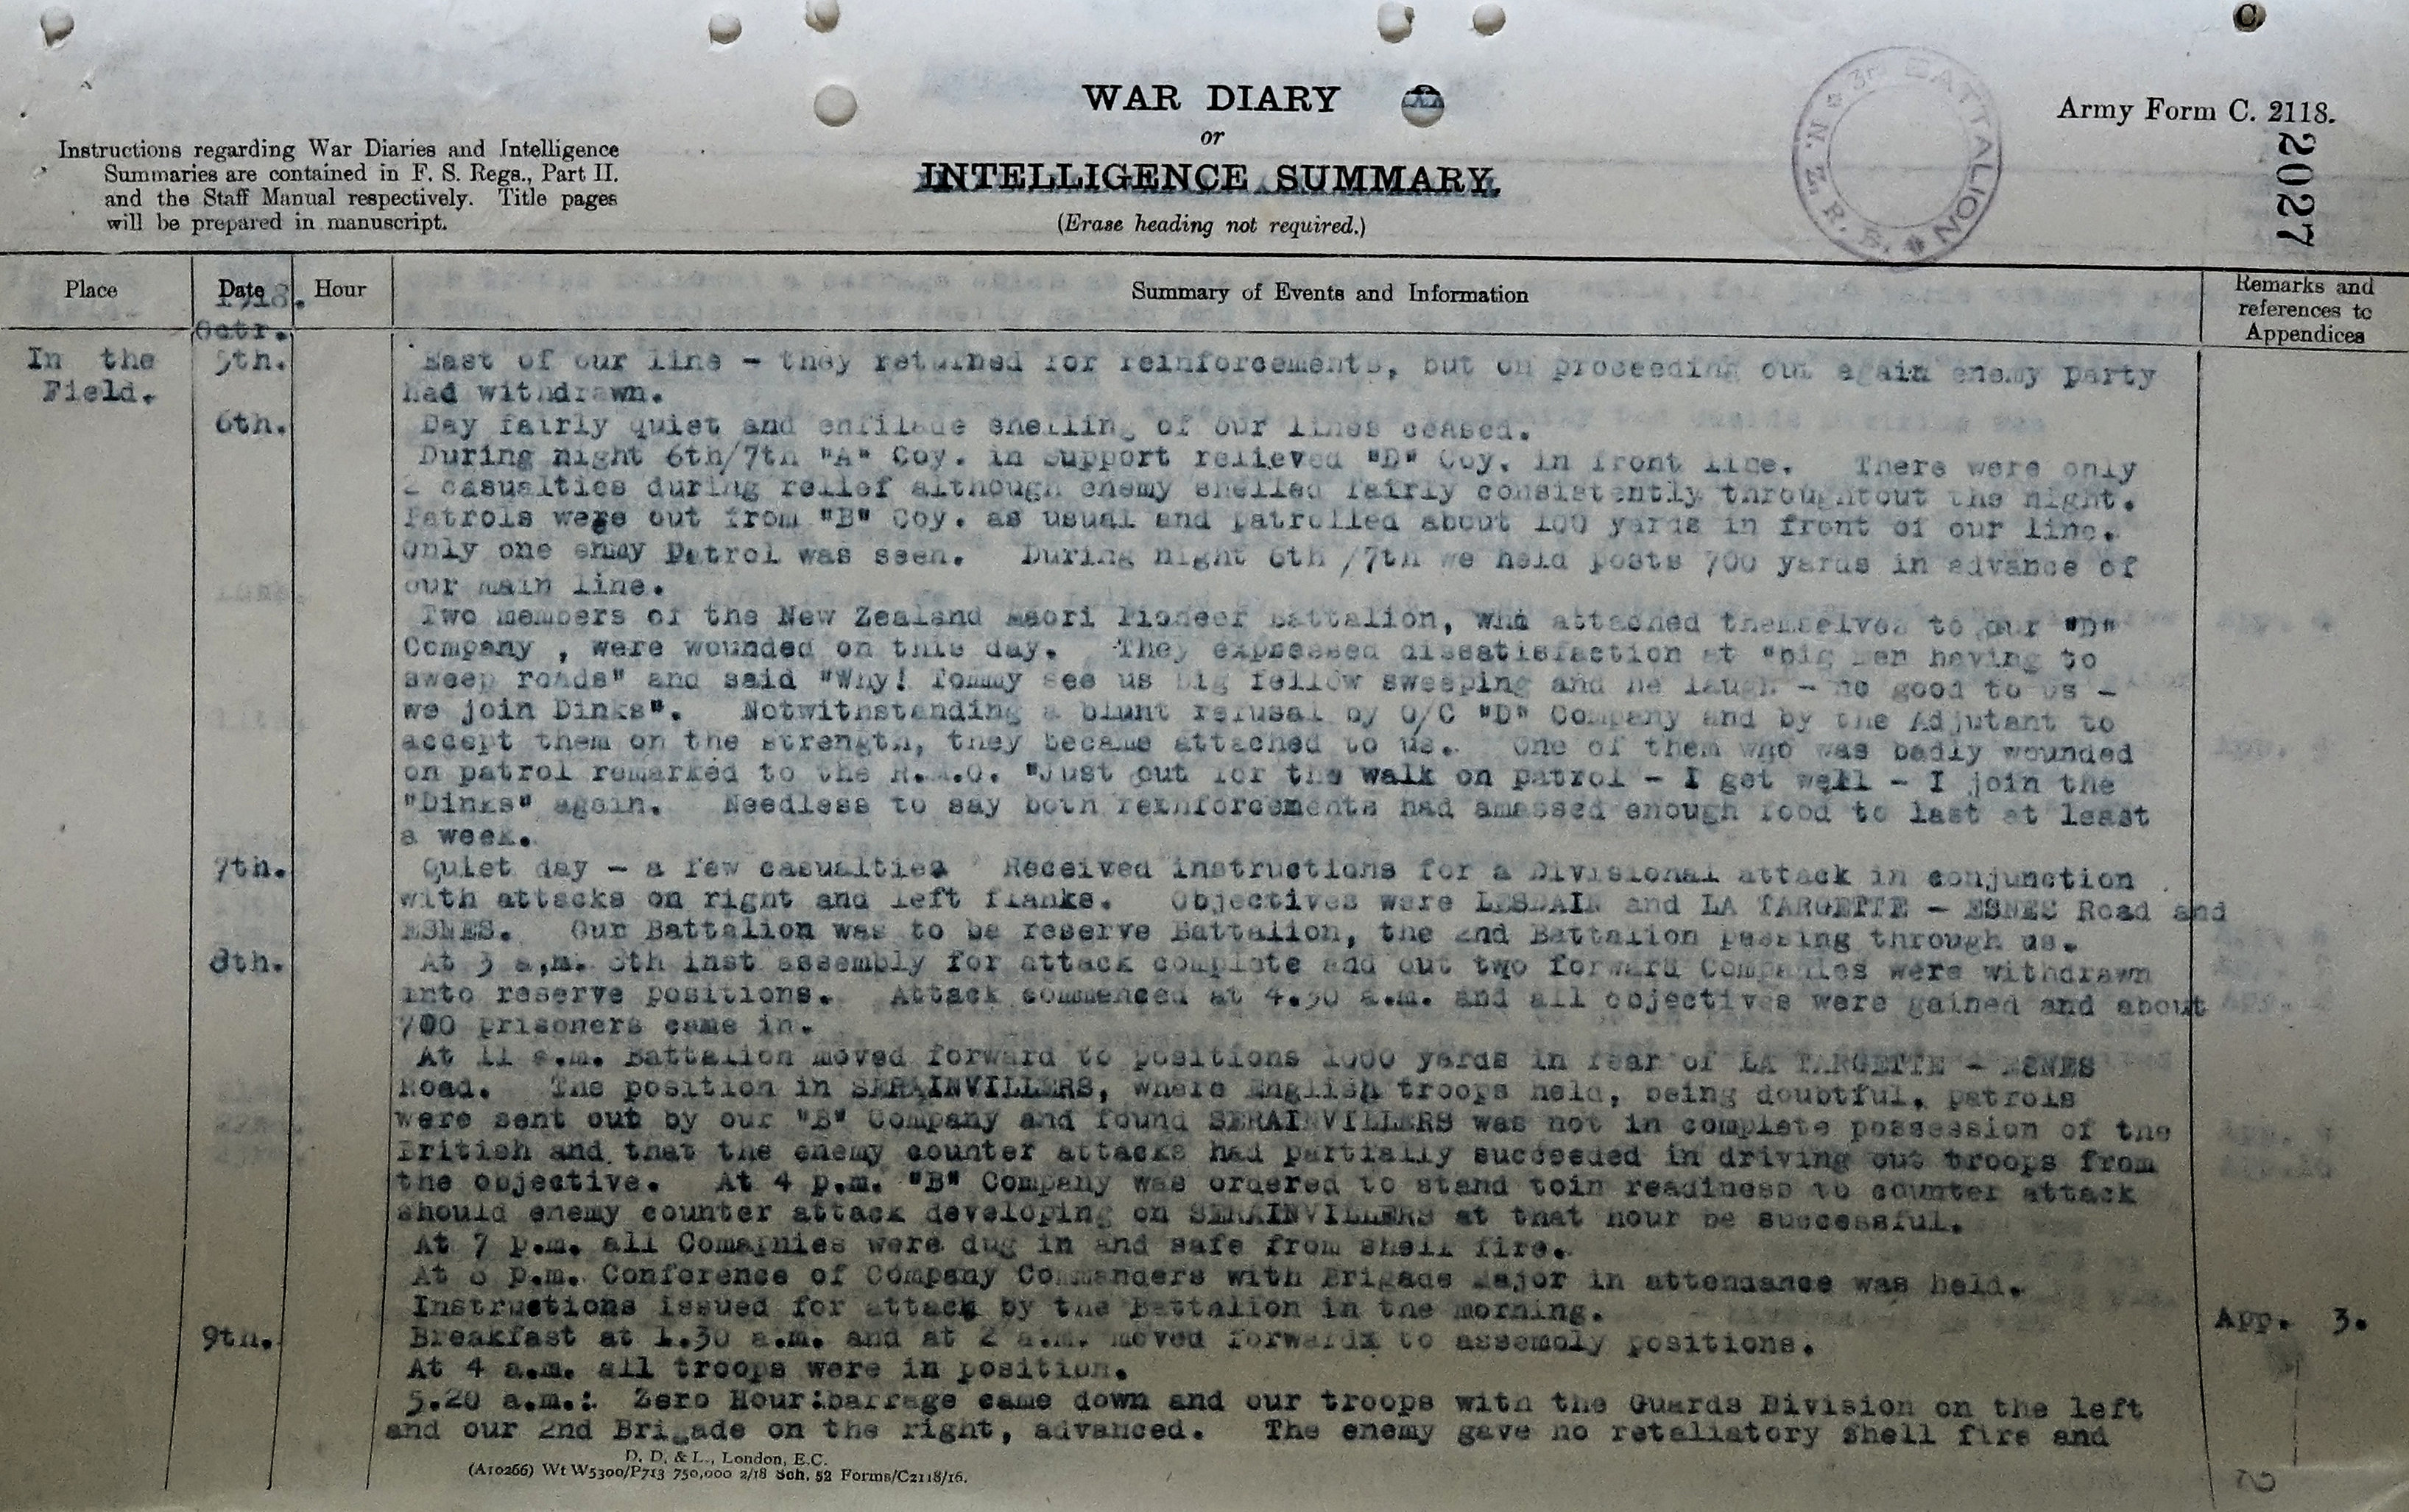 C
WAR DIARY
or
INTELLIGENCE SUMMARY.
(Erase heading not required.)
Army Form C. 2118.
2027
3rd BATTALION * N. Z. R. B. *
Instructions regarding War Diaries and Intelligence
Summaries are contained in F. S. Regs., Part II.
and the Staff Manual respectively. Title pages
will be prepared in manuscript.
Place
Date
Hour
Summary of Events and Information
Remarks and
references to
Appendices
1918.
Octr.
In the
Field.
5th.
East of our line - they returned for reinforcements, but on proceeding out again enemy party
had withdrawn.
6th.
Day fairly quiet and enfilade shelling of our lines ceased.
During night 6th/7th "A" Coy. in support relieved "D" Coy. in front line. There were only
2 casualties during relief although enemy shelled fairly consistently throughtout the night.
Patrols were out from "B" Coy. as usual and patrolled about 100 yards in front of our line.
Only one enmy Patrol was seen. During night 6th /7th we held posts 700 yards in advance of
our main line.
Two members of the New Zealand Maori Pioneer Battalion, who attached themselves to our "D"
Company , were wounded on this day. They expressed dissatisfaction at "big men having to
sweep roads" and said "Why! Tommy see us big fellow sweeping and he laugh - no good to us -
we join Dinks". Notwithstanding a blunt refusal by O/C "D" Company and by the Adjutant to
accept them on the strength, they became attached to us. One of them who was badly wounded
on patrol remarked to the R.M.O. "Just out for the walk on patrol - I get well - I join the
"Dinks" again. Needless to say both reinforcements had amassed enough food to last at least
a week.
7th.
Quiet day - a few casualties Received instructions for a Divisional attack in conjunction
with attacks on right and left flanks. Objectives were LESDAIN and LA TARGETTE - ESNES Road and
ESNES. Our Battalion was to be reserve Battalion, the 2nd Battalion passing through us.
8th.
At 3 a,m. 8th inst assembly for attack complete and out two forward Companies were withdrawn
into reserve positions. Attack commenced at 4.30 a.m. and all objectives were gained and about
700 prisoners came in.
At 11 a.m. Battalion moved forward to positions 1000 yards in rear of LA TARGETTE - ESNES
Road. The position in SERAINVILLERS, where English troops held, being doubtful, patrols
were sent out by our "B" Company and found SERAINVILLERS was not in complete possession of the
British and that the enemy counter attacks had partially succeeded in driving out troops from
the objective. At 4 p.m. "B" Company was ordered to stand toin readiness to counter attack
should enemy counter attack developing on SERAINVILLERS at that hour be successful.
At 7 p.m. all Comapnies were dug in and safe from shell fire.
At 8 p.m. Conference of Company Commanders with Brigade Major in attendance was held.
Instructions issued for attack by the Battalion in the morning.
App. 3.
9th.
Breakfast at 1.30 a.m. and at 2 a.m. moved forwardx to assembly positions.
At 4 a.m. all troops were in position.
5.20 a.m.: Zero Hour:barrage came down and our troops with the Guards Division on the left
and our 2nd Brigade on the right, advanced. The enemy gave no retaliatory shell fire and
D. D. & L., London, E.C.
(A10266) Wt W5300/P713 750,000 2/18 Sch. 52 Forms/C2118/16.